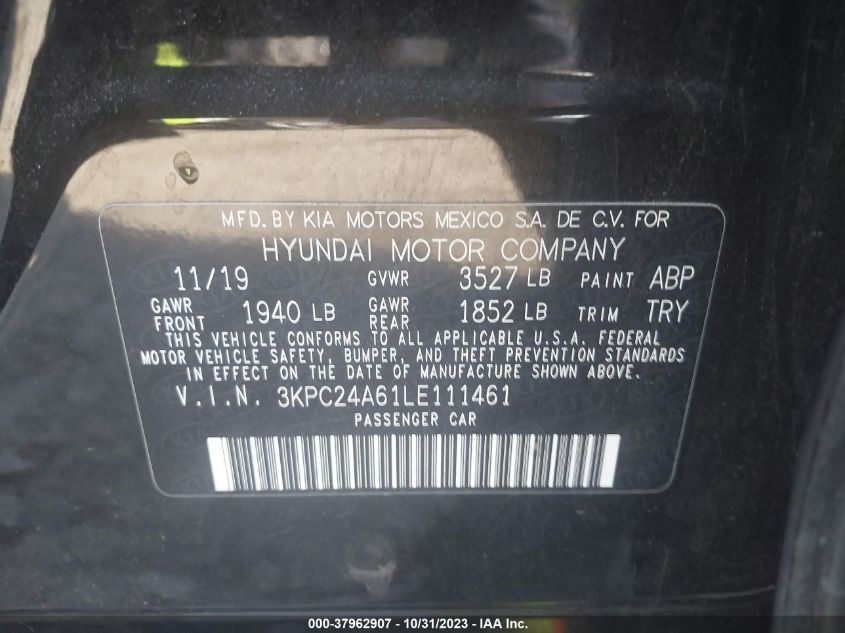 MFD. BY KIA MOTORS MEXICO S.A. DE C.V. FOR
HYUNDAI MOTOR COMPANY
11/19 GVWR 3527 LB PAINT ABP
GAWR FRONT 1940 LB GAWR REAR 1852 LB TRIM TRY
THIS VEHICLE CONFORMS TO ALL APPLICABLE U.S.A. FEDERAL
MOTOR VEHICLE SAFETY, BUMPER, AND THEFT PREVENTION STANDARDS
IN EFFECT ON THE DATE OF MANUFACTURE SHOWN ABOVE.
V.I.N. 3KPC24A61LE111461
PASSENGER CAR
000-37962907 - 10/31/2023 - IAA Inc.